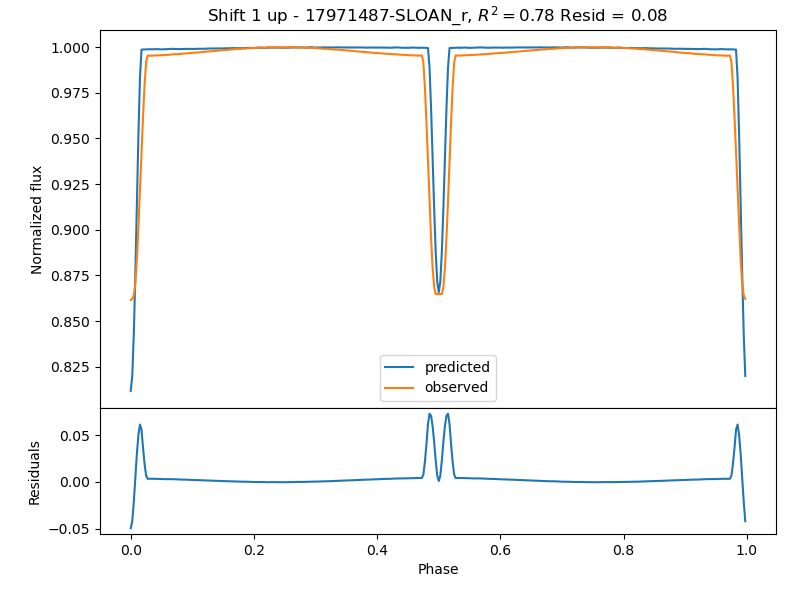 Shift 1 up - 17971487-SLOAN_r, R² = 0.78 Resid = 0.08
1.000
0.975
0.950
0.925
0.900
0.875
0.850
0.825
Normalized flux
predicted
observed
0.05
0.00
−0.05
Residuals
0.0 0.2 0.4 0.6 0.8 1.0
Phase